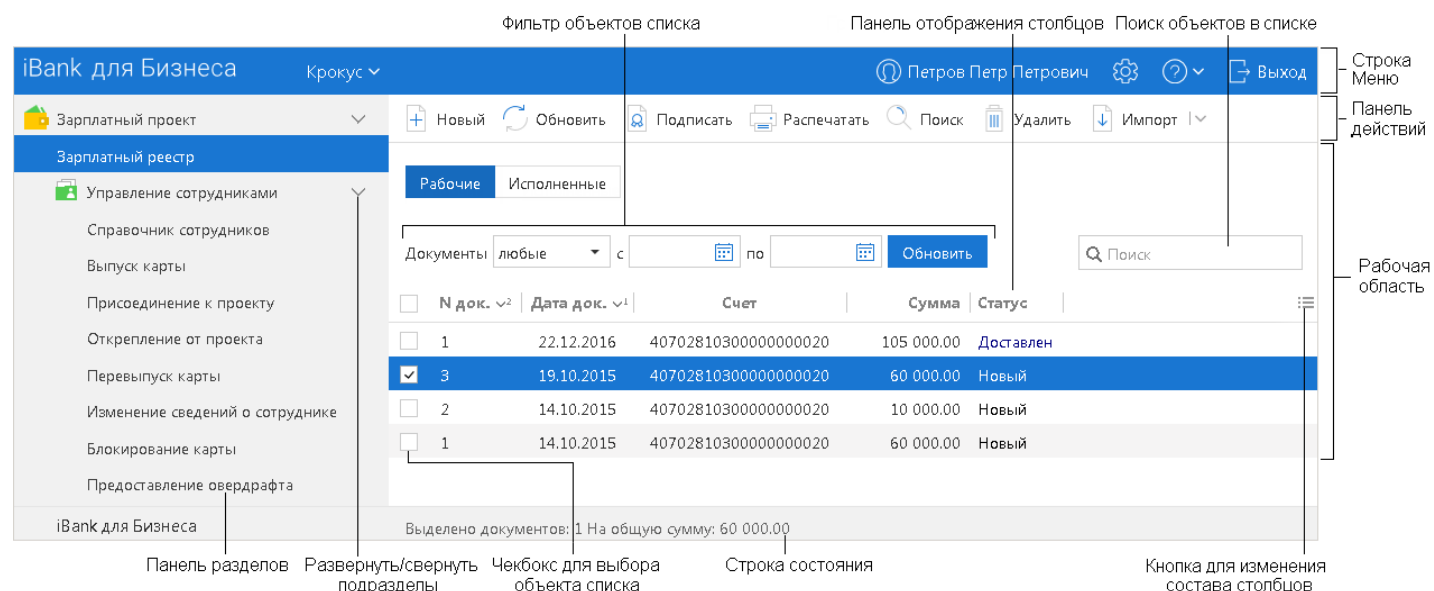 Фильтр объектов списка Панель отображения столбцов Поиск объектов в списке
iBank для Бизнеса Крокус Петров Петр Петрович ? Выход
Строка
Меню
Зарплатный проект Новый Обновить Подписать Распечатать Поиск Удалить Импорт
Панель
действий
Зарплатный реестр
Управление сотрудниками
Рабочие Исполненные
Справочник сотрудников
Документы любые с по Обновить Поиск
Выпуск карты
Рабочая
область
Присоединение к проекту
N док. 2 Дата док. 1 Счет Сумма Статус
Открепление от проекта
1 22.12.2016 40702810300000000020 105 000.00 Доставлен
Перевыпуск карты
3 19.10.2015 40702810300000000020 60 000.00 Новый
Изменение сведений о сотруднике
2 14.10.2015 40702810300000000020 10 000.00 Новый
Блокирование карты
1 14.10.2015 40702810300000000020 60 000.00 Новый
Предоставление овердрафта
iBank для Бизнеса Выделено документов: 1 На общую сумму: 60 000.00
Панель разделов
Развернуть/свернуть
подразделы
Чекбокс для выбора
объекта списка
Строка состояния
Кнопка для изменения
состава столбцов